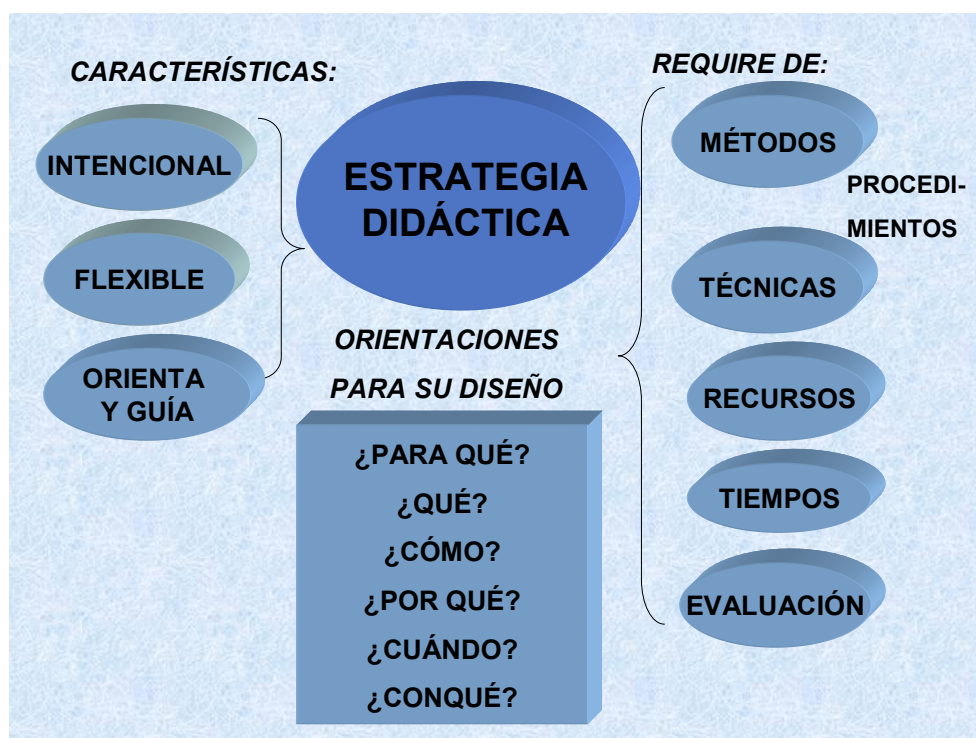 CARACTERÍSTICAS:
INTENCIONAL
FLEXIBLE
ORIENTA
Y GUÍA
ESTRATEGIA
DIDÁCTICA
ORIENTACIONES
PARA SU DISEÑO
¿PARA QUÉ?
¿QUÉ?
¿CÓMO?
¿POR QUÉ?
¿CUÁNDO?
¿CONQUÉ?
REQUIRE DE:
MÉTODOS
PROCEDI-
MIENTOS
TÉCNICAS
RECURSOS
TIEMPOS
EVALUACIÓN